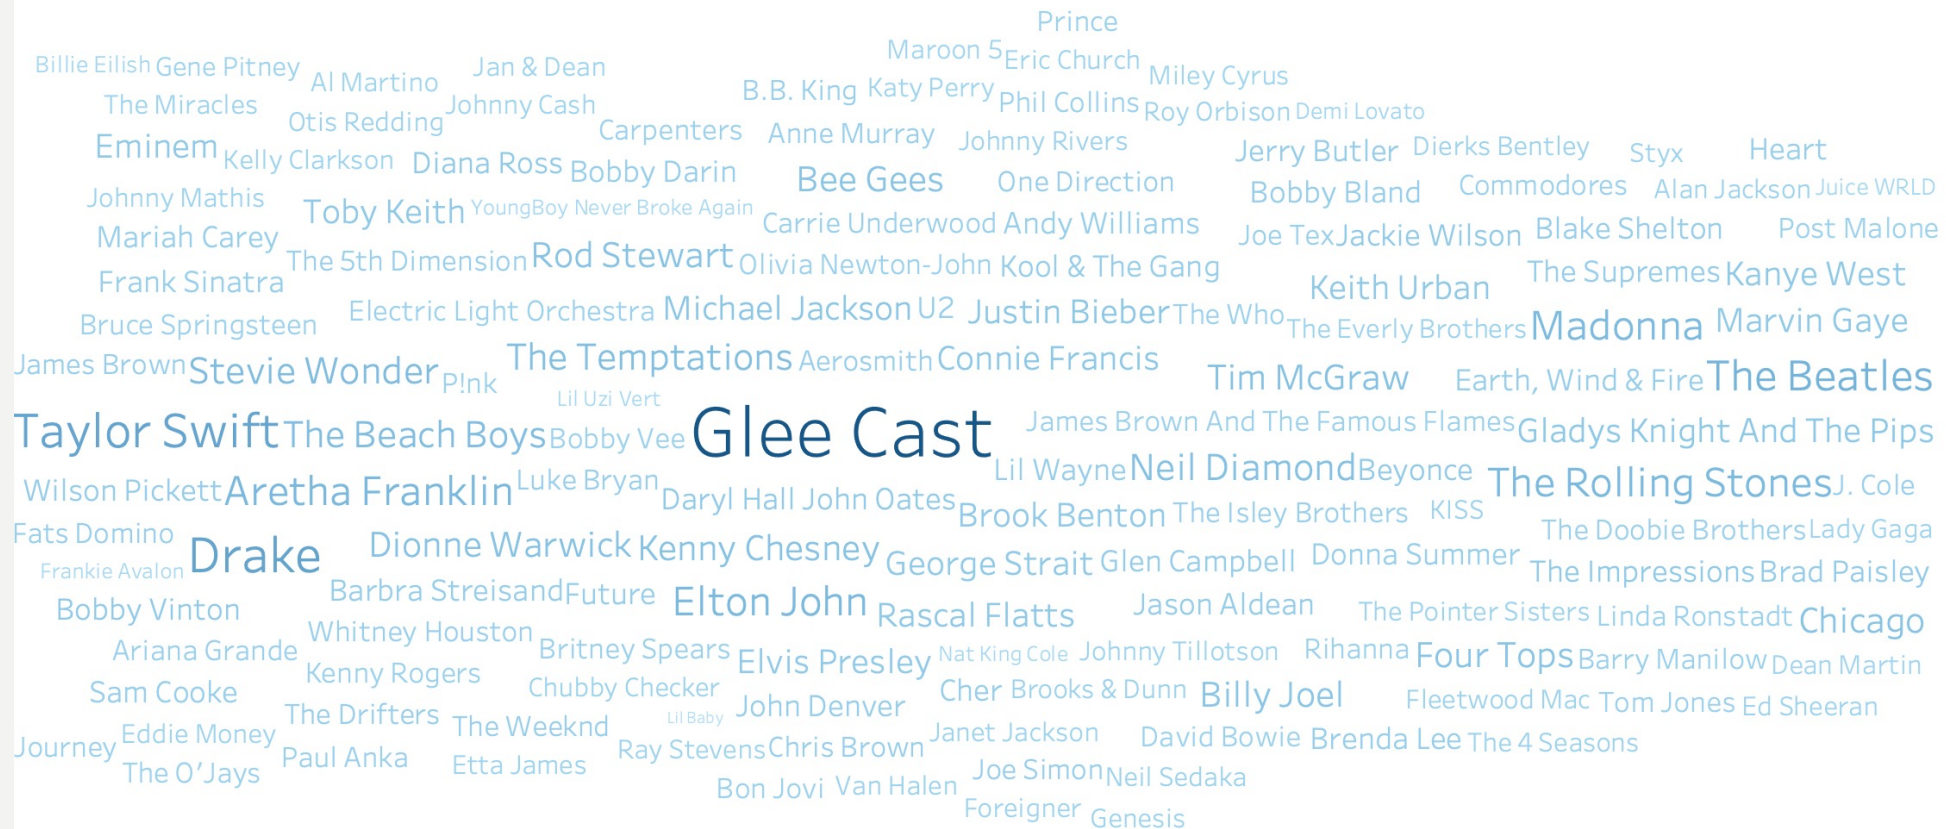 Prince
Maroon 5 Eric Church
Billie Eilish Gene Pitney Al Martino Jan & Dean Miley Cyrus
B.B. King Katy Perry Phil Collins Roy Orbison Demi Lovato
The Miracles Otis Redding Johnny Cash
Carpenters Anne Murray Johnny Rivers
Eminem Kelly Clarkson Diana Ross Bobby Darin Jerry Butler Dierks Bentley Styx Heart
Bee Gees One Direction Bobby Bland Commodores Alan Jackson Juice WRLD
Johnny Mathis Toby Keith YoungBoy Never Broke Again Carrie Underwood Andy Williams
Mariah Carey Joe Tex Jackie Wilson Blake Shelton Post Malone
The 5th Dimension Rod Stewart Olivia Newton-John Kool & The Gang
Frank Sinatra Keith Urban The Supremes Kanye West
Bruce Springsteen Electric Light Orchestra Michael Jackson U2 Justin Bieber The Who The Everly Brothers Madonna Marvin Gaye
James Brown Stevie Wonder P!nk The Temptations Aerosmith Connie Francis Tim McGraw Earth, Wind & Fire The Beatles
Lil Uzi Vert
Taylor Swift The Beach Boys Bobby Vee Glee Cast James Brown And The Famous Flames Gladys Knight And The Pips
Wilson Pickett Aretha Franklin Luke Bryan Daryl Hall John Oates Lil Wayne Neil Diamond Beyonce The Rolling Stones J. Cole
Brook Benton The Isley Brothers KISS
Fats Domino Drake Dionne Warwick Kenny Chesney George Strait Glen Campbell Donna Summer The Doobie Brothers Lady Gaga
Frankie Avalon The Impressions Brad Paisley
Barbra Streisand Future Elton John Rascal Flatts Jason Aldean The Pointer Sisters Linda Ronstadt Chicago
Bobby Vinton
Whitney Houston
Ariana Grande Britney Spears Elvis Presley Nat King Cole Johnny Tillotson Rihanna Four Tops Barry Manilow Dean Martin
Kenny Rogers
Sam Cooke Chubby Checker Cher Brooks & Dunn Billy Joel Fleetwood Mac Tom Jones Ed Sheeran
The Drifters The Weeknd Lil Baby John Denver
Journey Eddie Money Ray Stevens Chris Brown Janet Jackson David Bowie Brenda Lee The 4 Seasons
Paul Anka Etta James
The O'Jays Joe Simon Neil Sedaka
Bon Jovi Van Halen
Foreigner Genesis